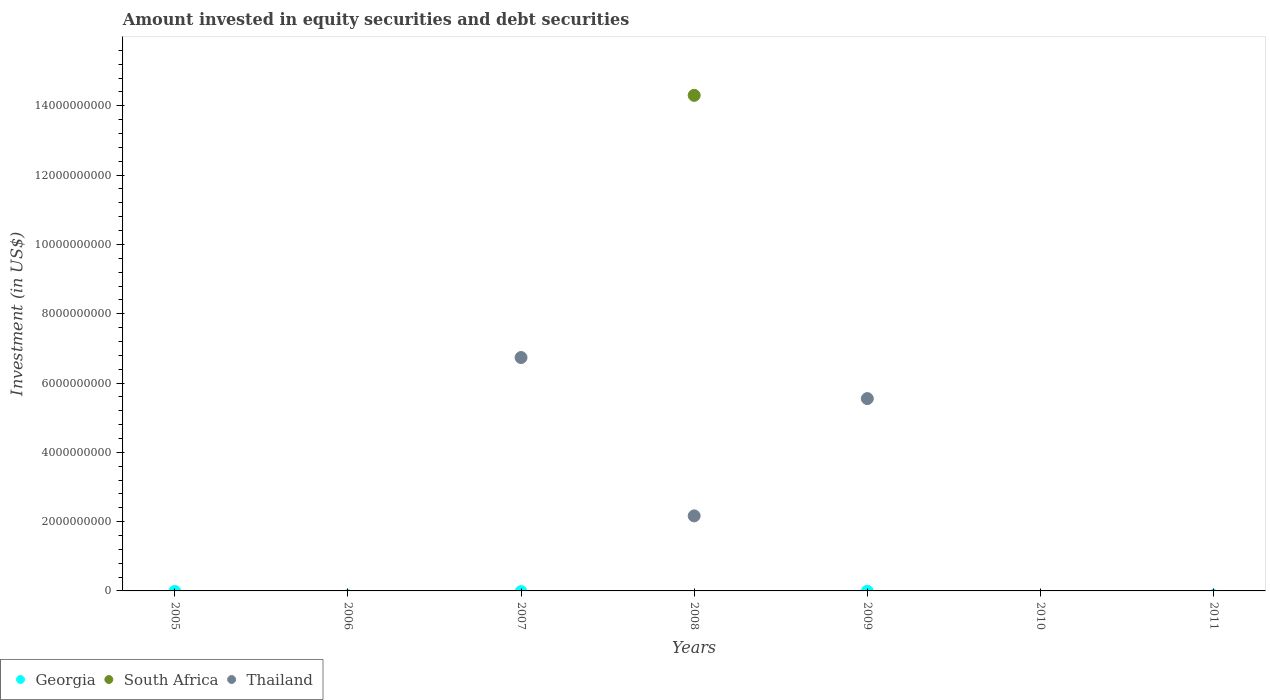 Amount invested in equity securities and debt securities
Investment (in US$)
14000000000
12000000000
10000000000
8000000000
6000000000
4000000000
2000000000
0
2005
2006
2007
2008
2009
2010
2011
Years
Georgia
South Africa
Thailand